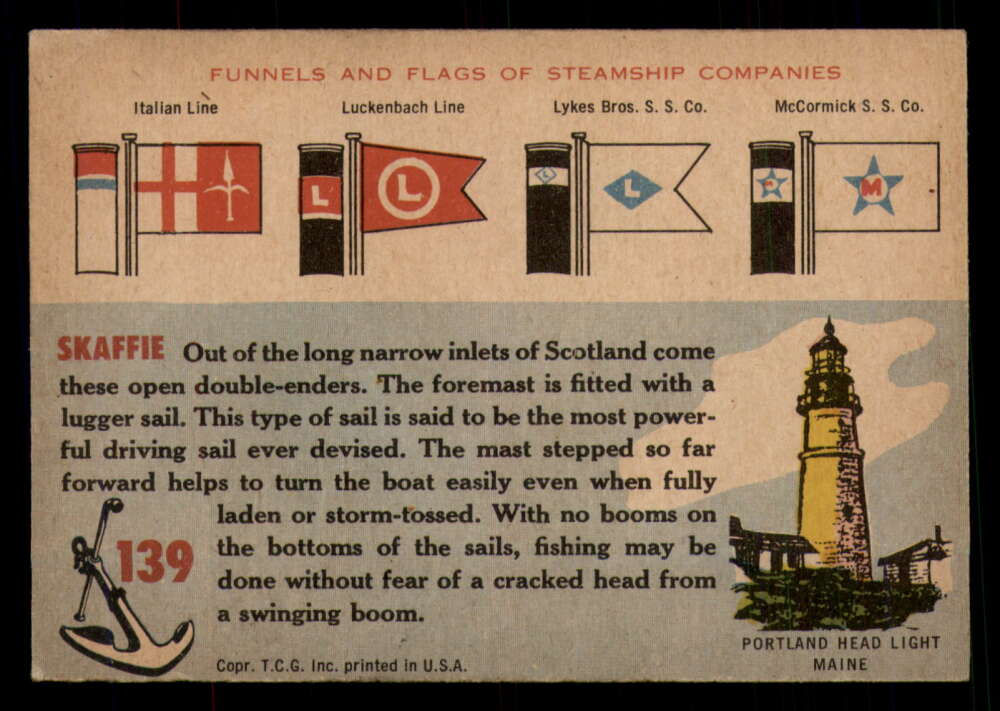 FUNNELS AND FLAGS OF STEAMSHIP COMPANIES
Italian Line Luckenbach Line Lykes Bros. S. S. Co. McCormick S. S. Co.
L L L L M
SKAFFIE Out of the long narrow inlets of Scotland come
these open double-enders. The foremast is fitted with a
lugger sail. This type of sail is said to be the most power-
ful driving sail ever devised. The mast stepped so far
forward helps to turn the boat easily even when fully
laden or storm-tossed. With no booms on
139 the bottoms of the sails, fishing may be
done without fear of a cracked head from
a swinging boom.
Copr. T.C.G. Inc. printed in U.S.A.
PORTLAND HEAD LIGHT
MAINE